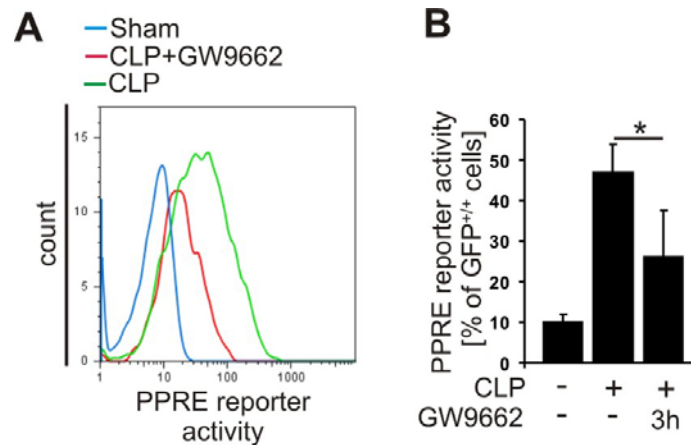 A
Sham
CLP+GW9662
CLP
15
10
5
0
count
1 10 100 1000
PPRE reporter
activity
B
PPRE reporter activity
[% of GFP+/+ cells]
60
50
40
30
20
10
0
*
CLP - + +
GW9662 - - 3h